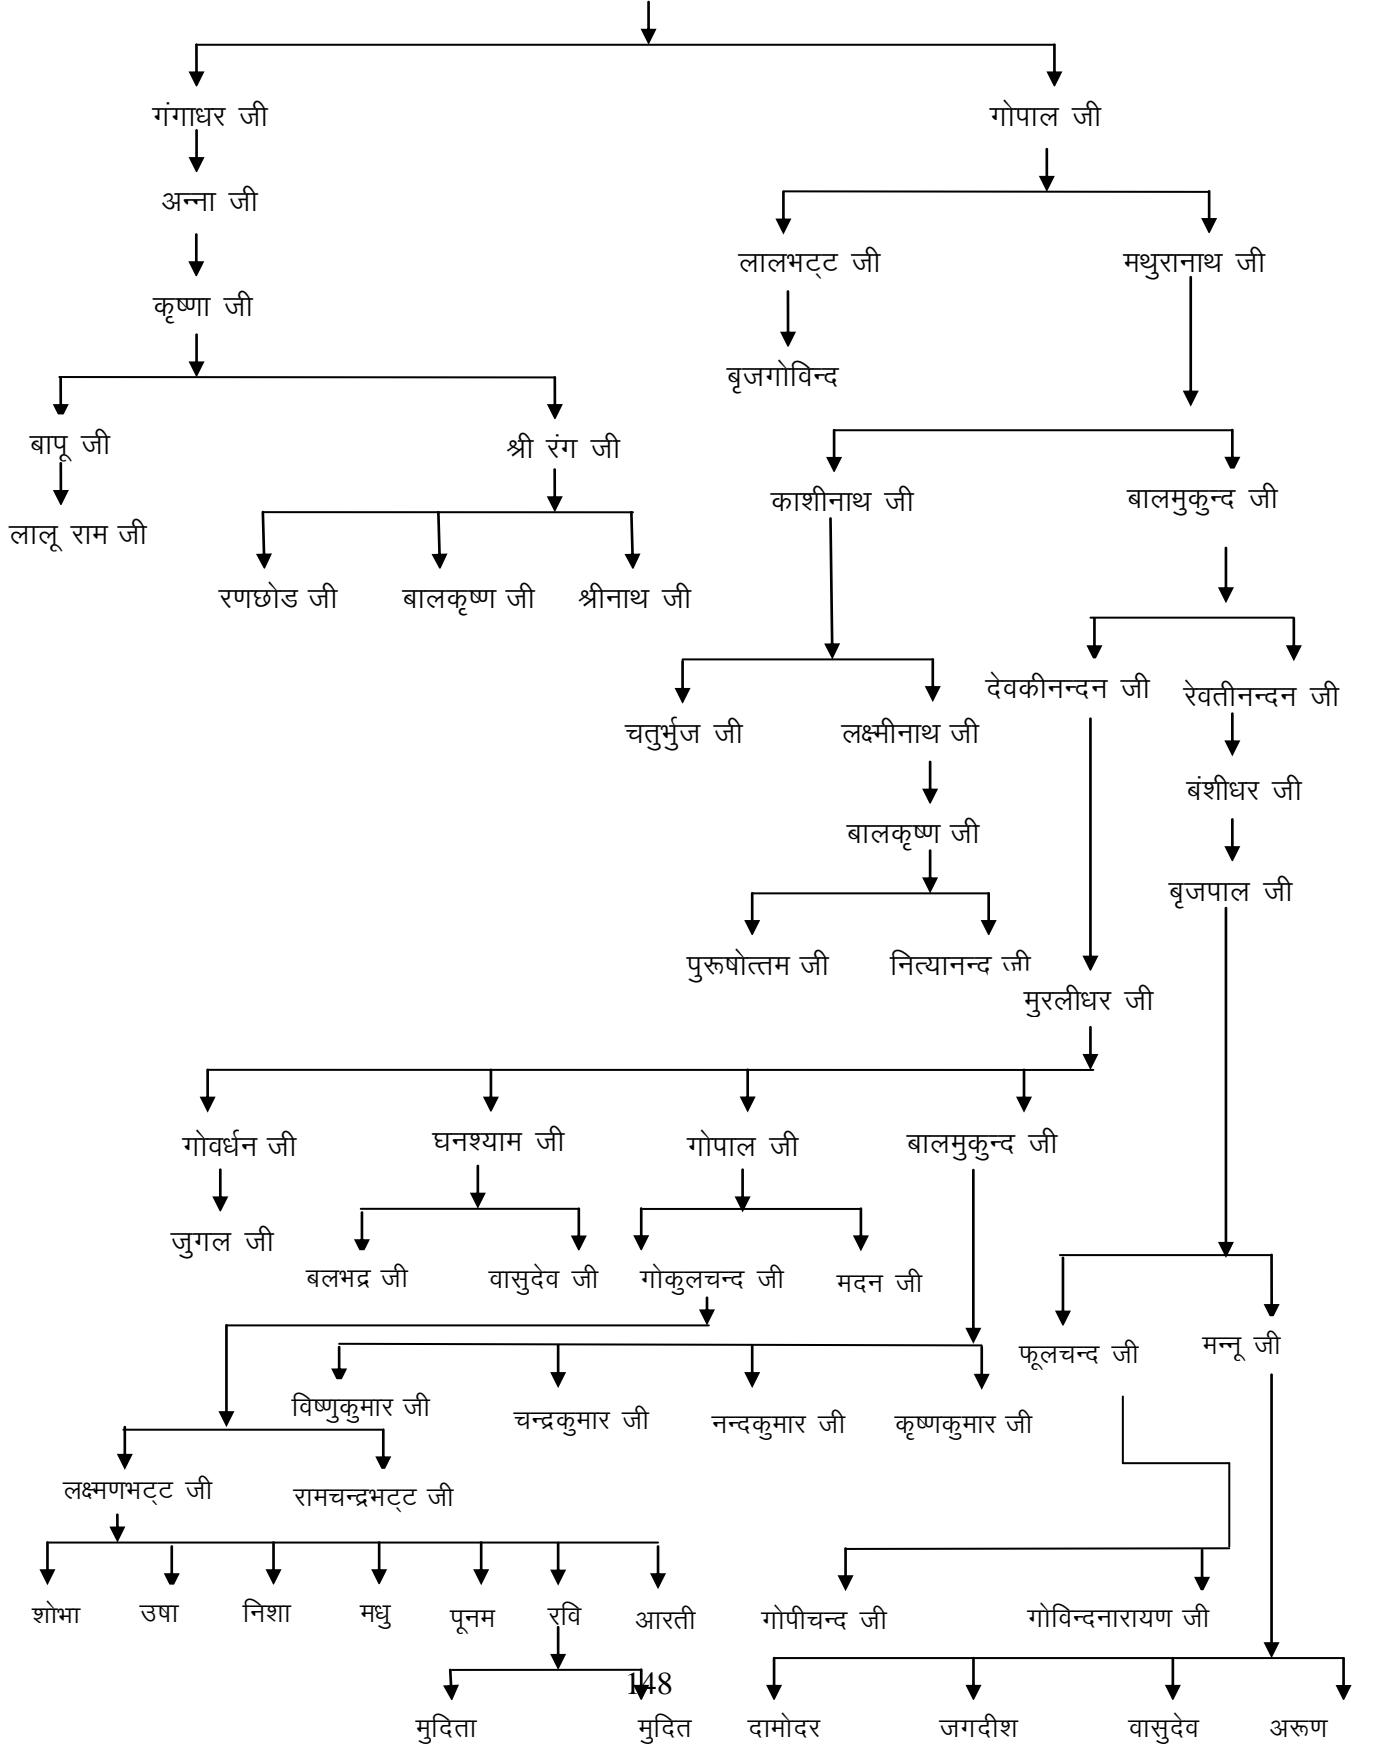 गंगाधर जी गोपाल जी
अन्ना जी
लालभट्ट जी मथुरानाथ जी
कृष्णा जी
बृजगोविन्द
बापू जी श्री रंग जी
काशीनाथ जी बालमुकुन्द जी
लालू राम जी
रणछोड जी बालकृष्ण जी श्रीनाथ जी
देवकीनन्दन जी रेवतीनन्दन जी
चतुर्भुज जी लक्ष्मीनाथ जी
बंशीधर जी
बालकृष्ण जी
बृजपाल जी
पुरूषोत्तम जी नित्यानन्द जी
मुरलीधर जी
गोवर्धन जी घनश्याम जी गोपाल जी बालमुकुन्द जी
जुगल जी
बलभद्र जी वासुदेव जी गोकुलचन्द जी मदन जी
फूलचन्द जी मन्नू जी
विष्णुकुमार जी चन्द्रकुमार जी नन्दकुमार जी कृष्णकुमार जी
लक्ष्मणभट्ट जी रामचन्द्रभट्ट जी
शोभा उषा निशा मधु पूनम रवि आरती गोपीचन्द जी गोविन्दनारायण जी
148
मुदिता मुदित दामोदर जगदीश वासुदेव अरूण